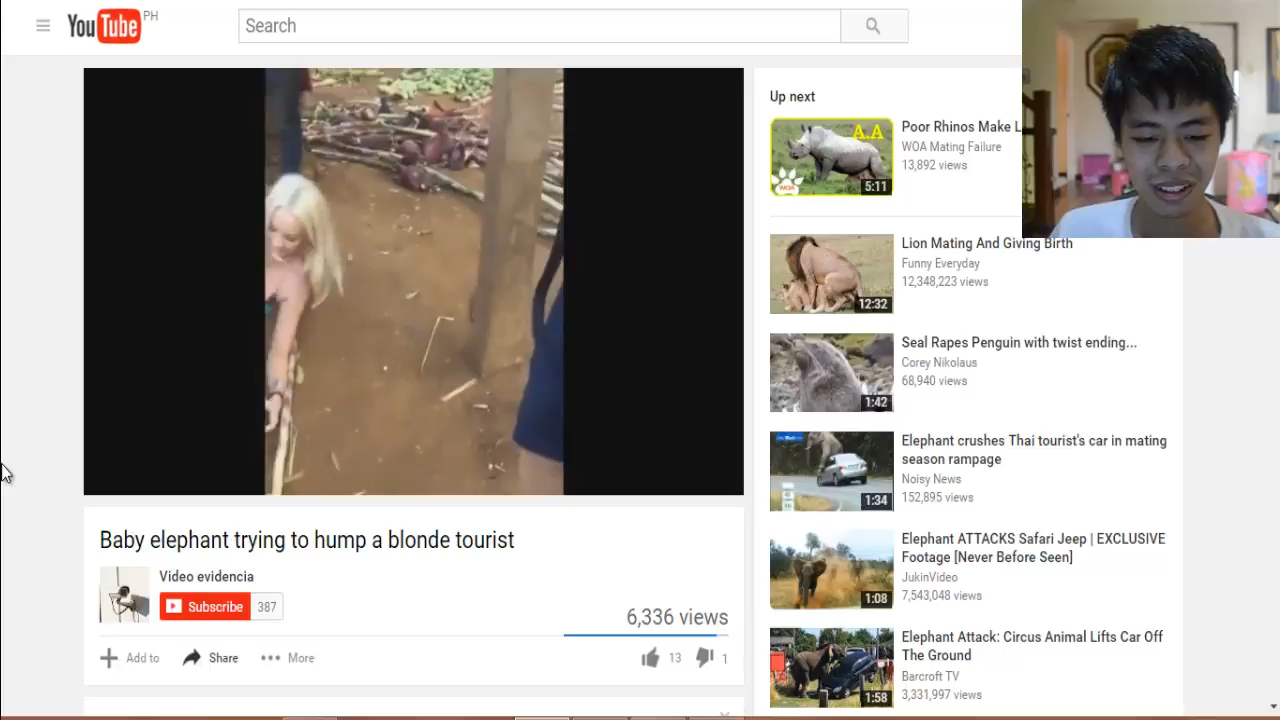 YouTube PH
Search
Up next
A.A
WOA
5:11
Poor Rhinos Make L
WOA Mating Failure
13,892 views
12:32
Lion Mating And Giving Birth
Funny Everyday
12,348,223 views
1:42
Seal Rapes Penguin with twist ending...
Corey Nikolaus
68,940 views
1:34
Elephant crushes Thai tourist's car in mating
season rampage
Noisy News
152,895 views
1:08
Elephant ATTACKS Safari Jeep | EXCLUSIVE
Footage [Never Before Seen]
JukinVideo
7,543,048 views
1:58
Elephant Attack: Circus Animal Lifts Car Off
The Ground
Barcroft TV
3,331,997 views
Baby elephant trying to hump a blonde tourist
Video evidencia
Subscribe 387
6,336 views
Add to Share More 13 1